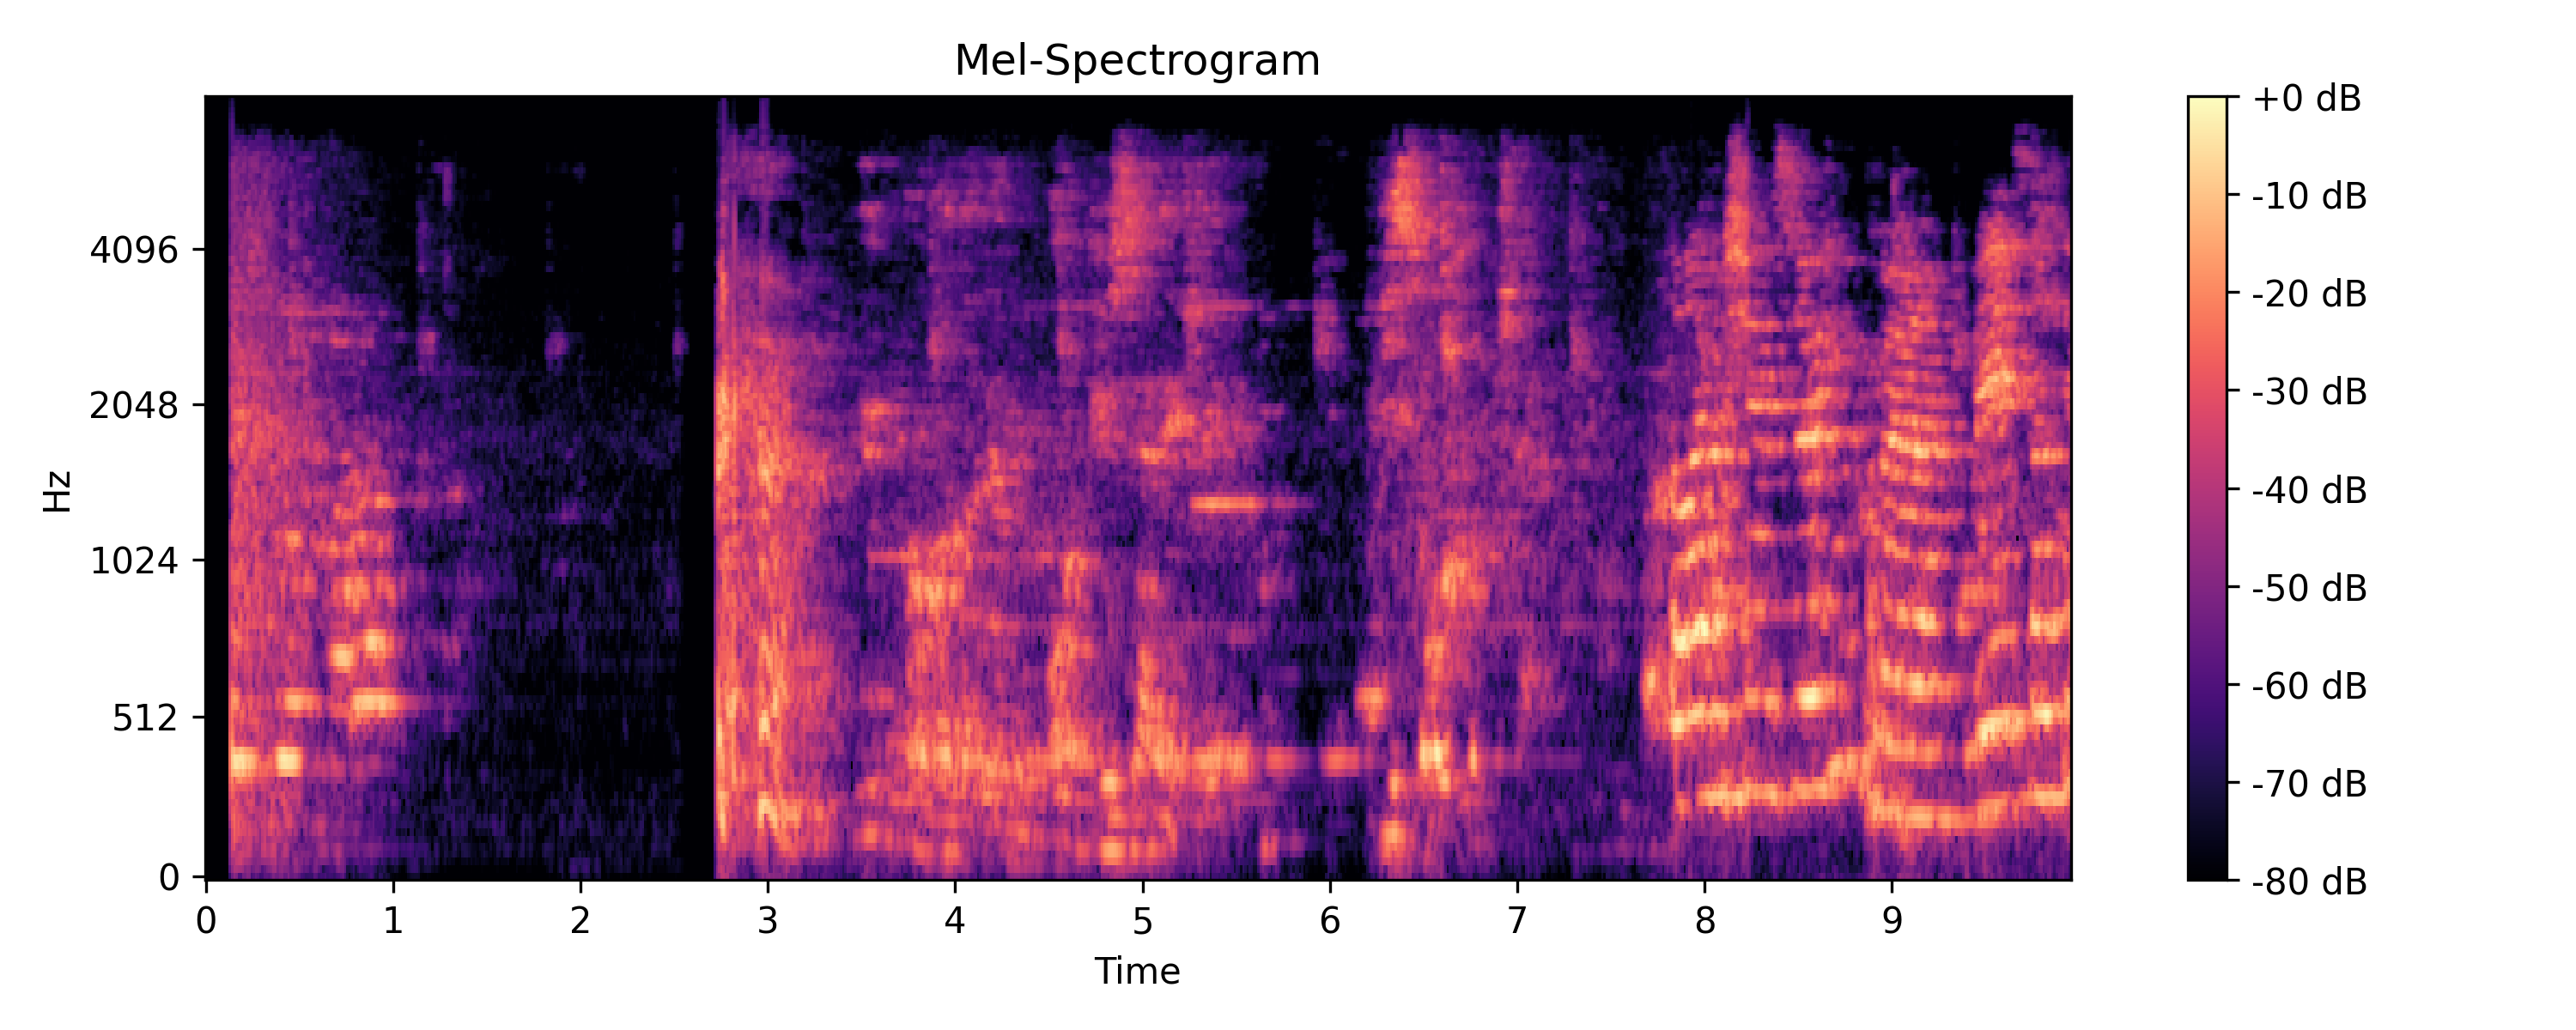 Mel-Spectrogram
+0 dB
-10 dB
-20 dB
-30 dB
-40 dB
-50 dB
-60 dB
-70 dB
-80 dB
4096
2048
1024
512
0
Hz
0 1 2 3 4 5 6 7 8 9
Time